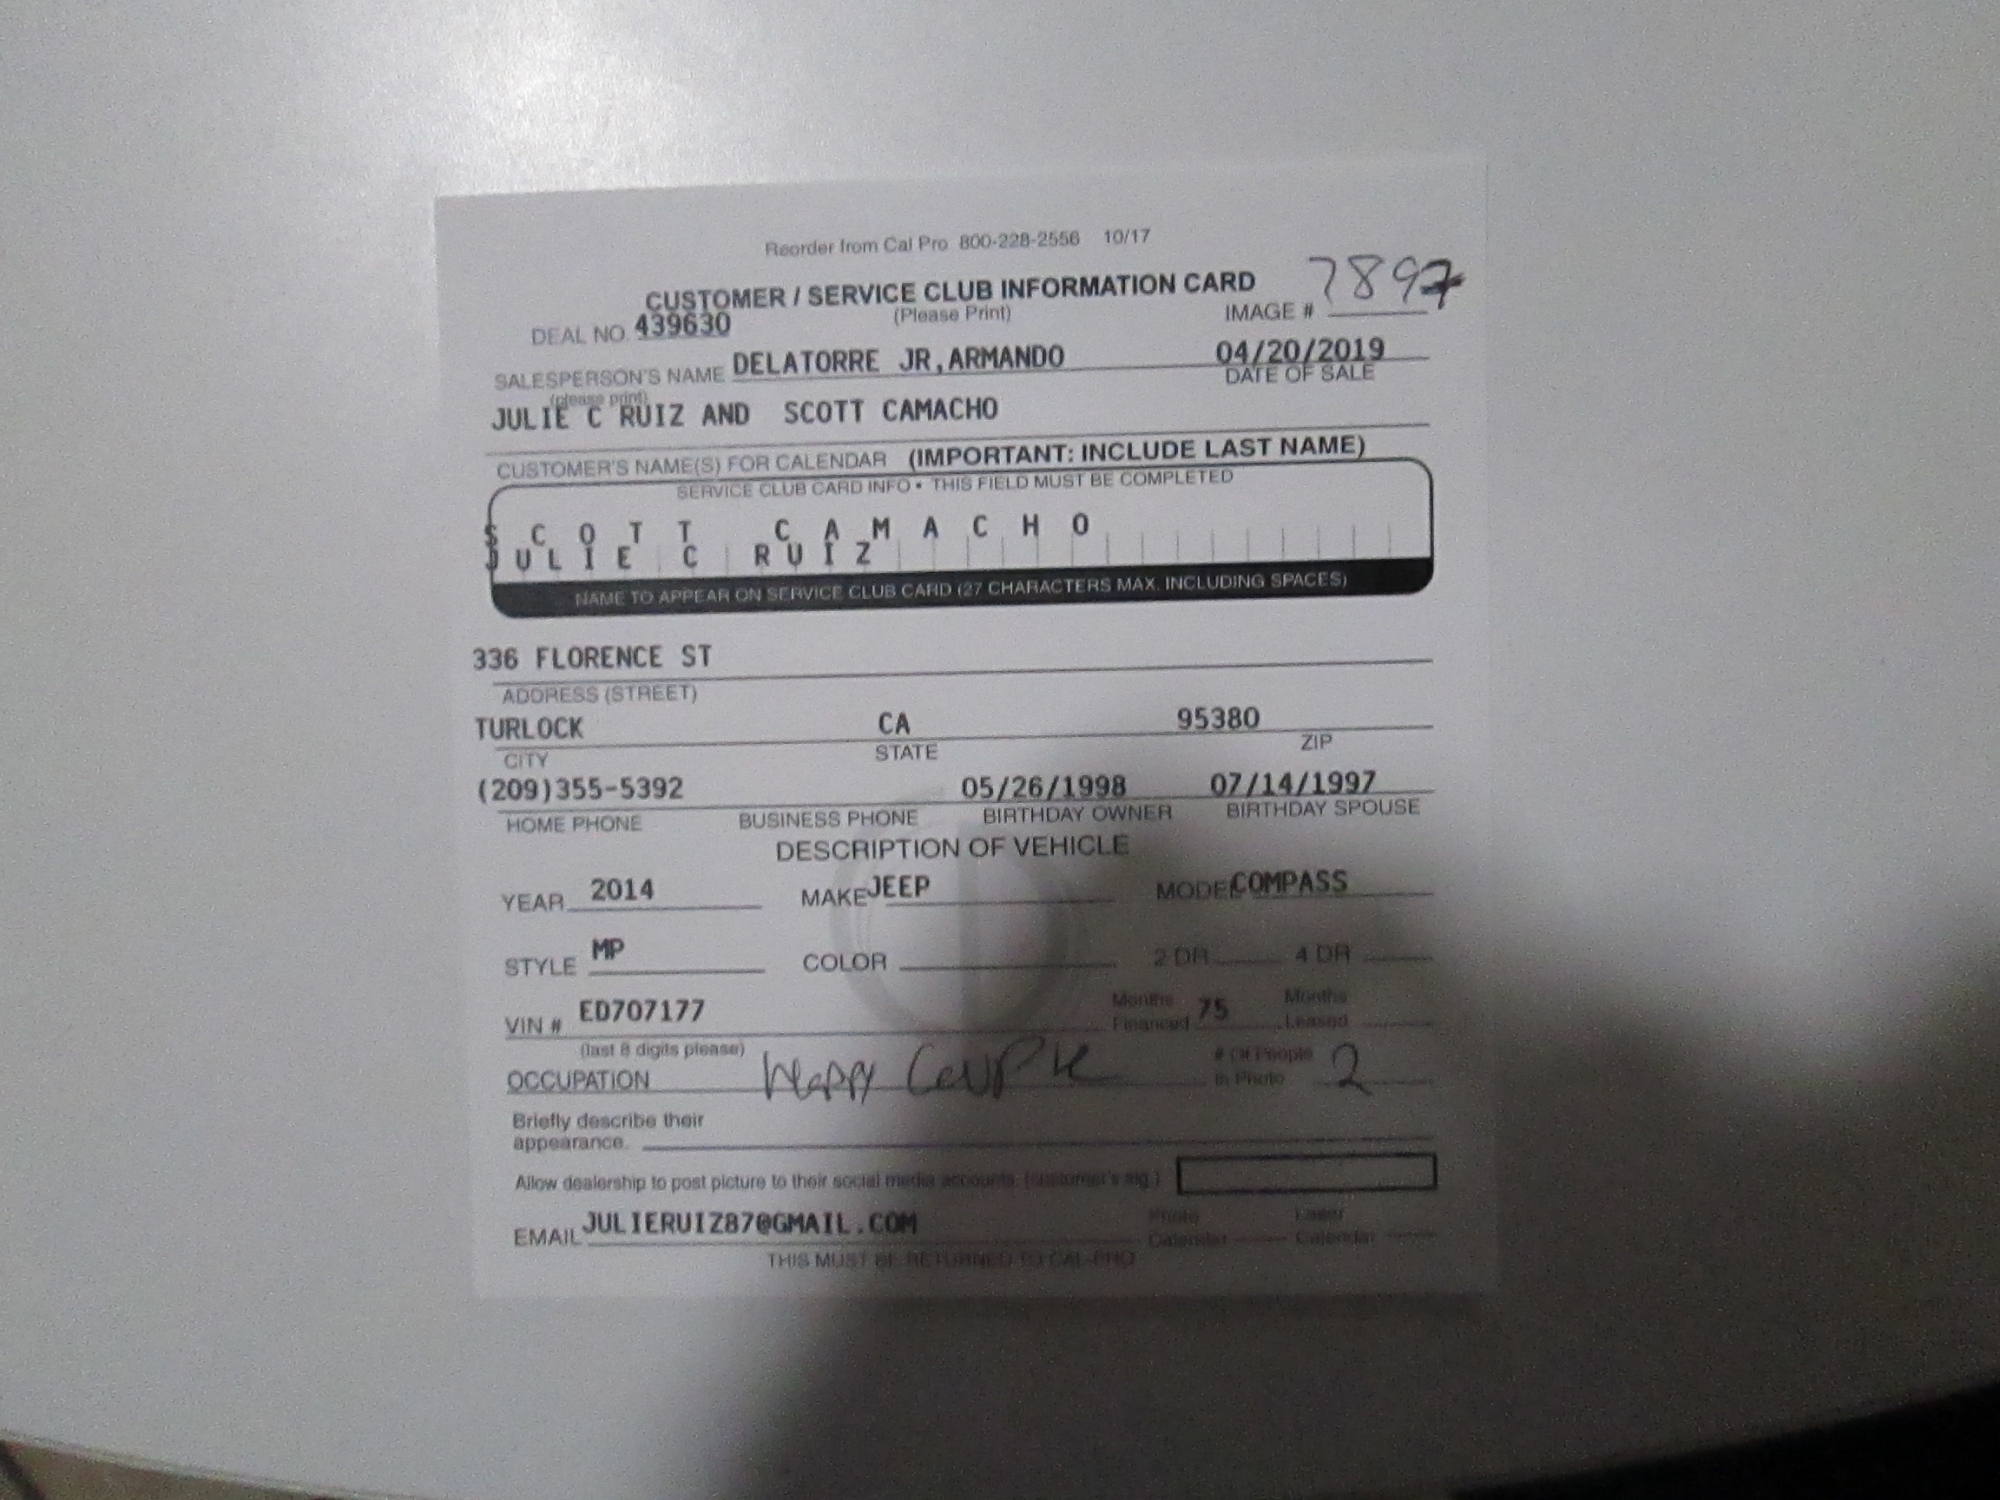 Reorder from Cal Pro 800-228-2556 10/17
CUSTOMER / SERVICE CLUB INFORMATION CARD
(Please Print)
IMAGE # 7897
DEAL NO. 439630
SALESPERSON'S NAME DELATORRE JR,ARMANDO 04/20/2019
(please print) DATE OF SALE
JULIE C RUIZ AND SCOTT CAMACHO
CUSTOMER'S NAME(S) FOR CALENDAR (IMPORTANT: INCLUDE LAST NAME)
SERVICE CLUB CARD INFO • THIS FIELD MUST BE COMPLETED
SCOTT CAMACHO
JULIE C RUIZ
NAME TO APPEAR ON SERVICE CLUB CARD (27 CHARACTERS MAX. INCLUDING SPACES)
336 FLORENCE ST
ADDRESS (STREET)
TURLOCK CA 95380
CITY STATE ZIP
(209)355-5392 05/26/1998 07/14/1997
HOME PHONE BUSINESS PHONE BIRTHDAY OWNER BIRTHDAY SPOUSE
DESCRIPTION OF VEHICLE
YEAR 2014 MAKE JEEP MODEL COMPASS
STYLE MP COLOR 2 DR 4 DR
VIN # ED707177 Months Financed 75 Months Leased
(last 8 digits please)
OCCUPATION Happy Couple # Of People in Photo 2
Briefly describe their
appearance.
Allow dealership to post picture to their social media accounts. (customer's sig.)
EMAIL JULIERUIZ87@GMAIL.COM Photo Calendar Calendar
THIS MUST BE RETURNED TO CAL-PRO